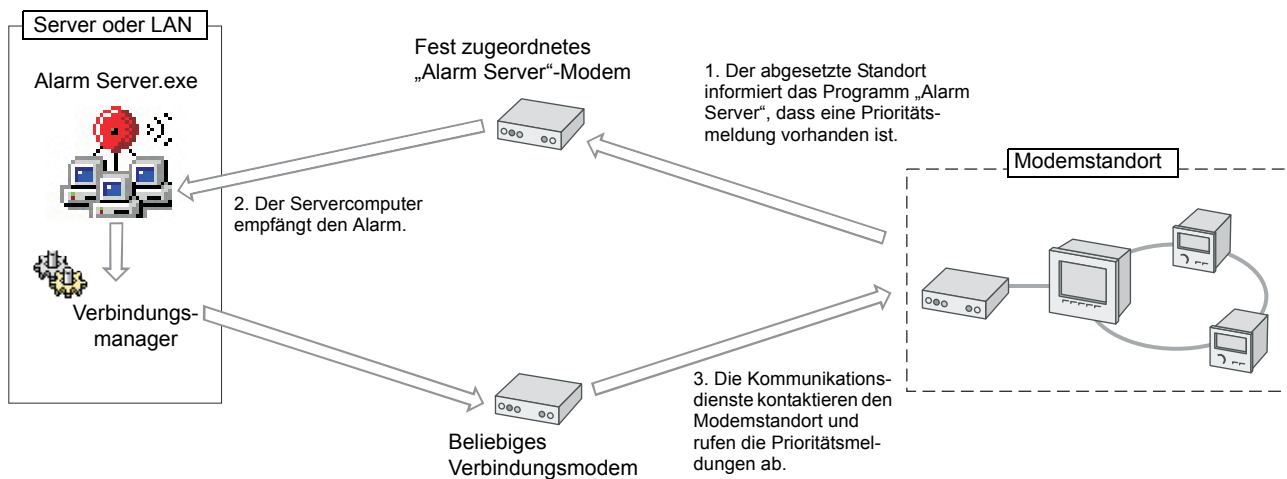 Server oder LAN
Alarm Server.exe
Verbindungs-
manager
Fest zugeordnetes
„Alarm Server“-Modem
1. Der abgesetzte Standort
informiert das Programm „Alarm
Server“, dass eine Prioritäts-
meldung vorhanden ist.
2. Der Servercomputer
empfängt den Alarm.
Modemstandort
3. Die Kommunikations-
dienste kontaktieren den
Modemstandort und
rufen die Prioritätsmel-
dungen ab.
Beliebiges
Verbindungsmodem